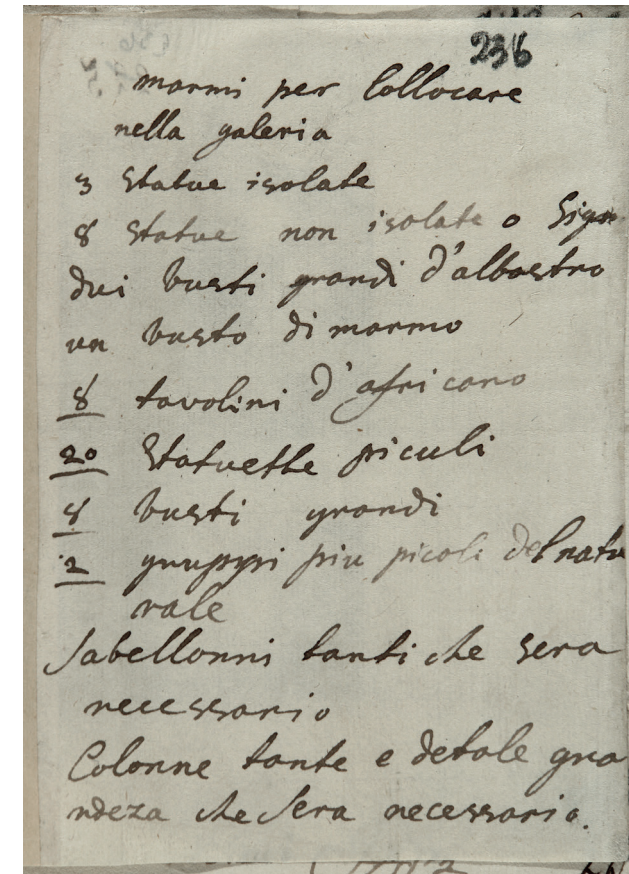 236
marmi per Collocare
nella galeria
3 Statue isolate
8 Statue non isolate o Sign
dui busti grandi d'albastro
un busto di marmo
8 tavolini d'africano
20 Statuette piculi
8 busti grandi
2 gruppi piu picoli del natu
rale
Sabellonni tanti che sera
necessario
Colonne tante e detale gra
ndeza che Sera necessario.